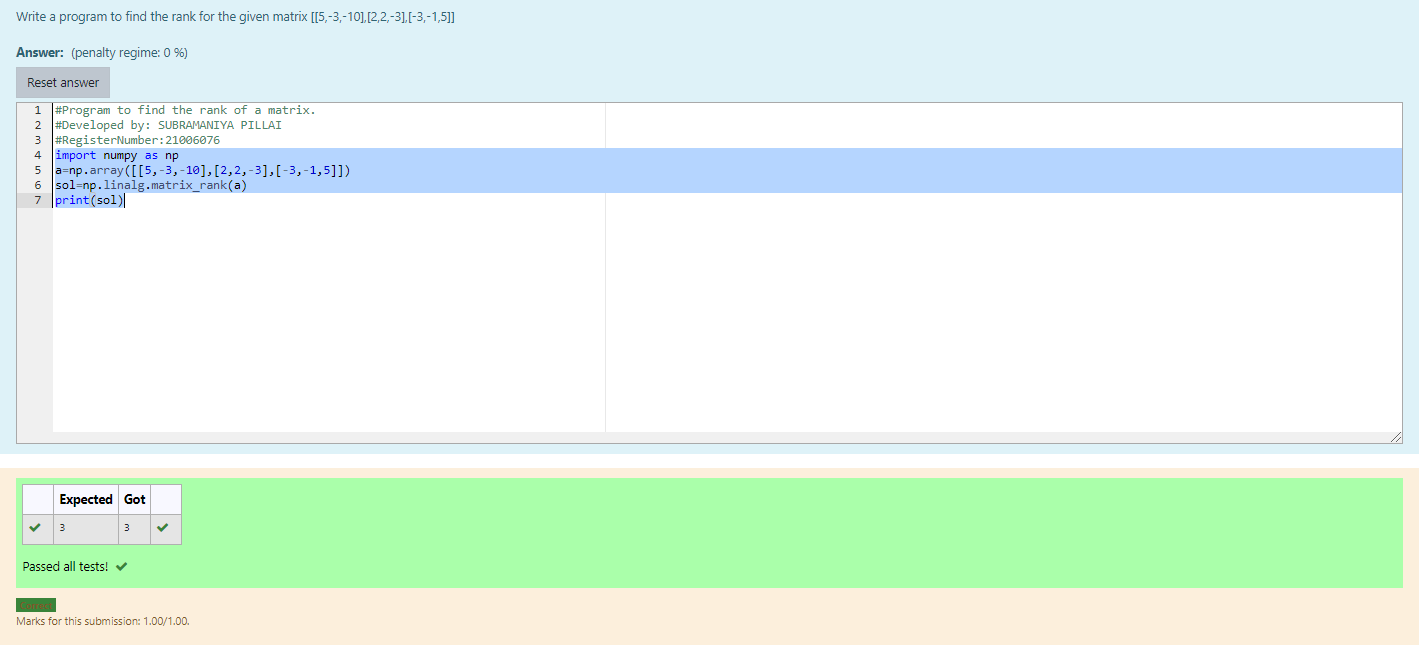 Write a program to find the rank for the given matrix [[5,-3,-10],[2,2,-3],[-3,-1,5]]
Answer: (penalty regime: 0 %)
Reset answer
1 #Program to find the rank of a matrix.
2 #Developed by: SUBRAMANIYA PILLAI
3 #RegisterNumber:21006076
4 import numpy as np
5 a=np.array([[5,-3,-10],[2,2,-3],[-3,-1,5]])
6 sol=np.linalg.matrix_rank(a)
7 print(sol)
Expected Got
3 3
Passed all tests!
Correct
Marks for this submission: 1.00/1.00.